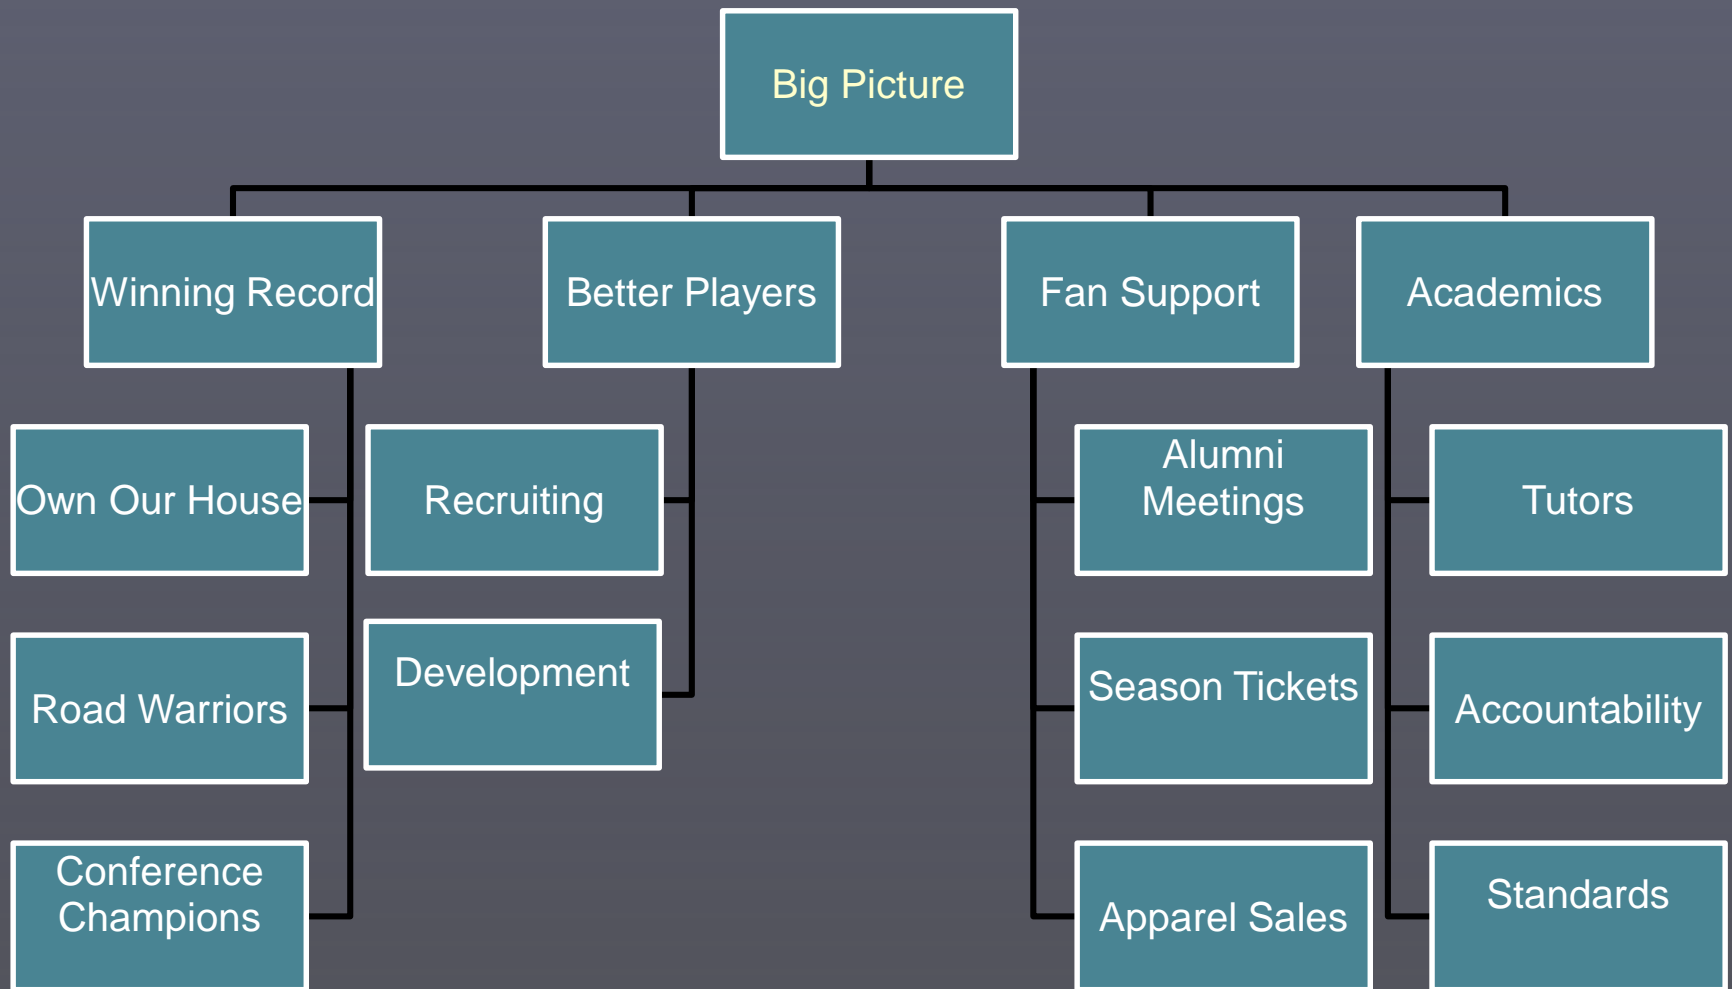 Big Picture
Winning Record
Better Players
Fan Support
Academics
Own Our House
Recruiting
Alumni
Meetings
Tutors
Road Warriors
Development
Season Tickets
Accountability
Conference
Champions
Apparel Sales
Standards